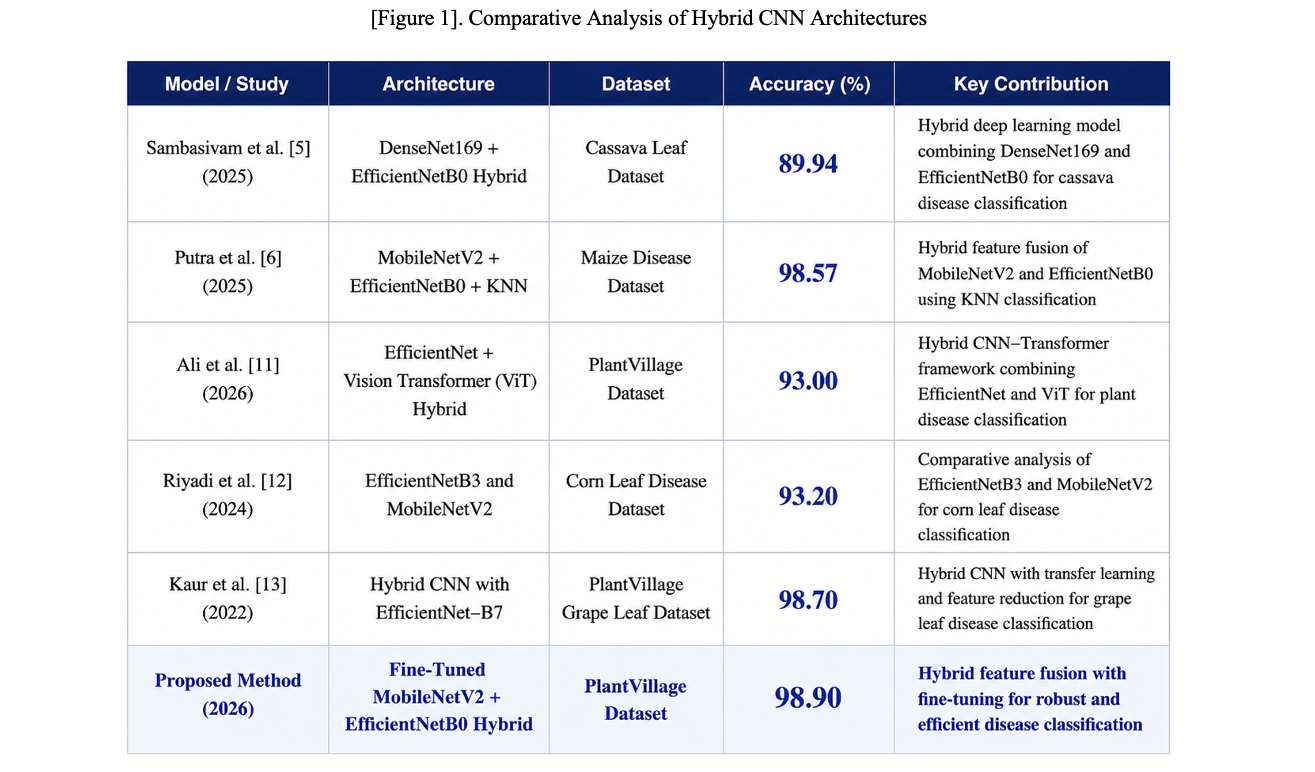 [Figure 1]. Comparative Analysis of Hybrid CNN Architectures
Model / Study
Architecture
Dataset
Accuracy (%)
Key Contribution
Sambasivam et al. [5]
(2025)
DenseNet169 +
EfficientNetB0 Hybrid
Cassava Leaf
Dataset
89.94
Hybrid deep learning model
combining DenseNet169 and
EfficientNetB0 for cassava
disease classification
Putra et al. [6]
(2025)
MobileNetV2 +
EfficientNetB0 + KNN
Maize Disease
Dataset
98.57
Hybrid feature fusion of
MobileNetV2 and EfficientNetB0
using KNN classification
Ali et al. [11]
(2026)
EfficientNet +
Vision Transformer (ViT)
Hybrid
PlantVillage
Dataset
93.00
Hybrid CNN–Transformer
framework combining
EfficientNet and ViT for plant
disease classification
Riyadi et al. [12]
(2024)
EfficientNetB3 and
MobileNetV2
Corn Leaf Disease
Dataset
93.20
Comparative analysis of
EfficientNetB3 and MobileNetV2
for corn leaf disease
classification
Kaur et al. [13]
(2022)
Hybrid CNN with
EfficientNet–B7
PlantVillage
Grape Leaf Dataset
98.70
Hybrid CNN with transfer learning
and feature reduction for grape
leaf disease classification
Proposed Method
(2026)
Fine-Tuned
MobileNetV2 +
EfficientNetB0 Hybrid
PlantVillage
Dataset
98.90
Hybrid feature fusion with
fine-tuning for robust and
efficient disease classification